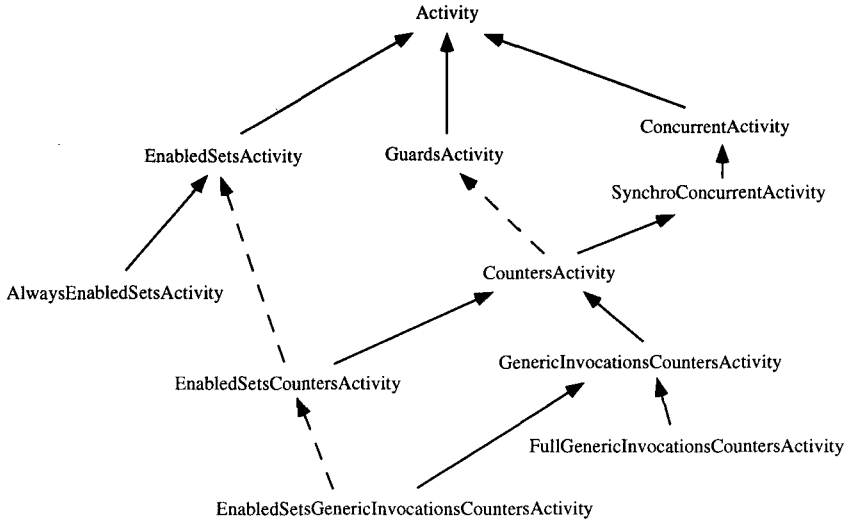 Activity
ConcurrentActivity
EnabledSetsActivity
GuardsActivity
SynchroConcurrentActivity
CountersActivity
AlwaysEnabledSetsActivity
GenericInvocationsCountersActivity
EnabledSetsCountersActivity
FullGenericInvocationsCountersActivity
EnabledSetsGenericInvocationsCountersActivity